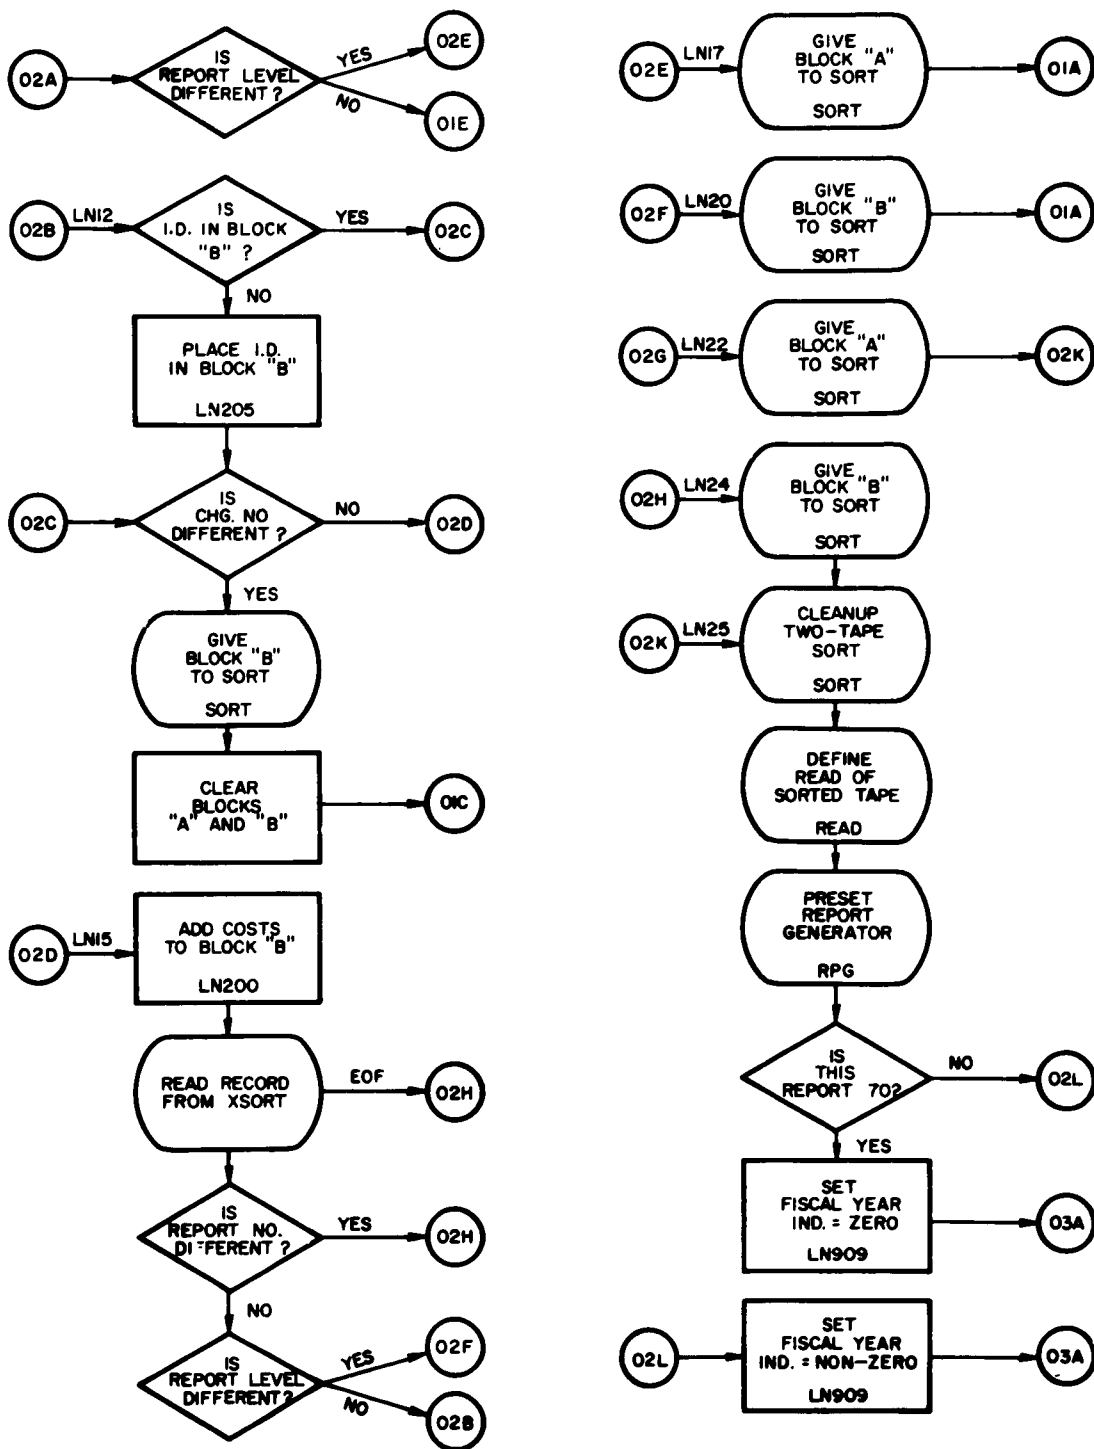 02A
IS
REPORT LEVEL
DIFFERENT?
YES
02E
NO
01E
02B
LN12
IS
I.D. IN BLOCK
"B" ?
YES
02C
NO
PLACE I.D.
IN BLOCK "B"
LN205
02C
IS
CHG. NO
DIFFERENT ?
NO
02D
YES
GIVE
BLOCK "B"
TO SORT
SORT
CLEAR
BLOCKS
"A" AND "B"
01C
02D
LN15
ADD COSTS
TO BLOCK "B"
LN200
READ RECORD
FROM XSORT
EOF
02H
IS
REPORT NO.
DIFFERENT ?
YES
02H
NO
IS
REPORT LEVEL
DIFFERENT?
YES
02F
NO
02B
02E
LN17
GIVE
BLOCK "A"
TO SORT
SORT
01A
02F
LN20
GIVE
BLOCK "B"
TO SORT
SORT
01A
02G
LN22
GIVE
BLOCK "A"
TO SORT
SORT
02K
02H
LN24
GIVE
BLOCK "B"
TO SORT
SORT
02K
LN25
CLEANUP
TWO-TAPE
SORT
SORT
DEFINE
READ OF
SORTED TAPE
READ
PRESET
REPORT
GENERATOR
RPG
IS
THIS
REPORT 70?
NO
02L
YES
SET
FISCAL YEAR
IND. = ZERO
LN909
03A
02L
SET
FISCAL YEAR
IND. = NON-ZERO
LN909
03A